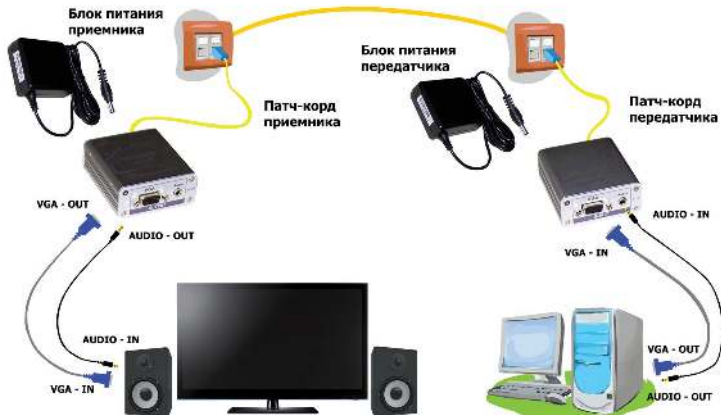 Блок питания
приемника
Блок питания
передатчика
Патч-корд
приемника
Патч-корд
передатчика
VGA - OUT
AUDIO - OUT
AUDIO - IN
VGA - IN
AUDIO - IN
VGA - IN
VGA - OUT
AUDIO - OUT